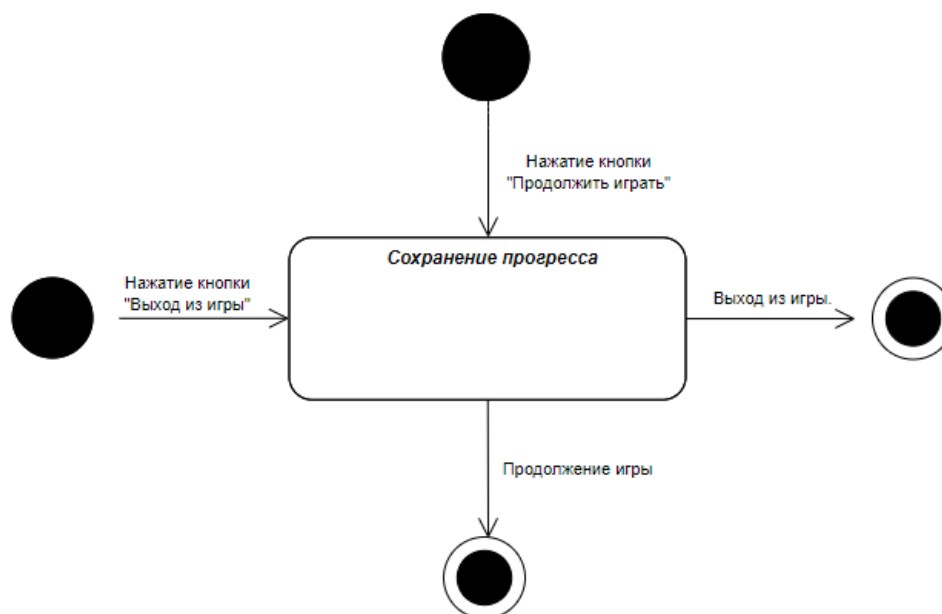 Нажатие кнопки
"Продолжить играть"
Сохранение прогресса
Нажатие кнопки
"Выход из игры"
Выход из игры.
Продолжение игры